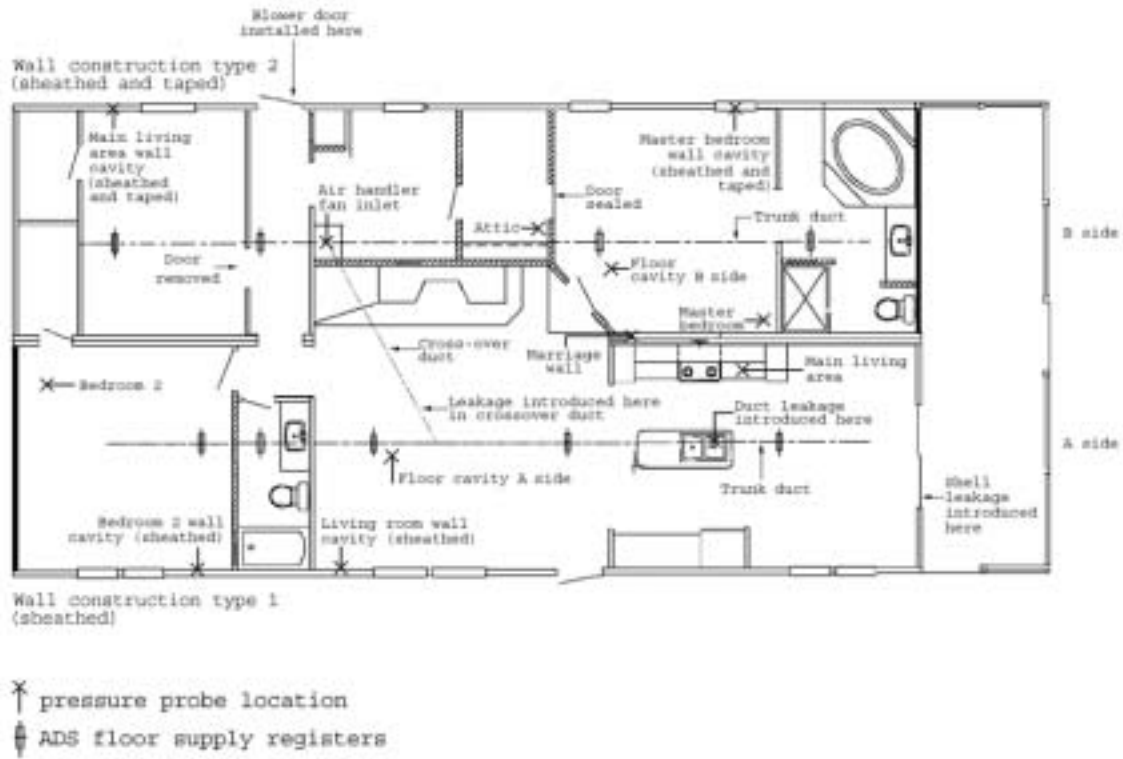 Blower door
installed here
Wall construction type 2
(sheathed and taped)
Main living
area wall
cavity
(sheathed
and taped)
Air handler
fan inlet
Attic
Door
sealed
Master bedroom
wall cavity
(sheathed and
taped)
Trunk duct
B side
Door
removed
Floor
cavity B side
Master
bedroom
Cross-over
duct
Marriage
wall
Main living
area
Bedroom 2
Leakage introduced here
in crossover duct
Duct leakage
introduced here
A side
Floor cavity A side
Trunk duct
Shell
leakage
introduced
here
Bedroom 2 wall
cavity (sheathed)
Living room wall
cavity (sheathed)
Wall construction type 1
(sheathed)
pressure probe location
ADS floor supply registers